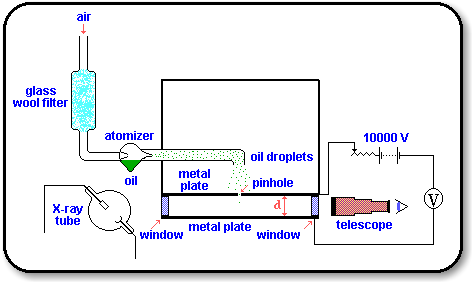 air
glass
wool filter
atomizer
oil
oil droplets
metal
plate
pinhole
10000 V
d
V
X-ray
tube
window
metal plate
window
telescope